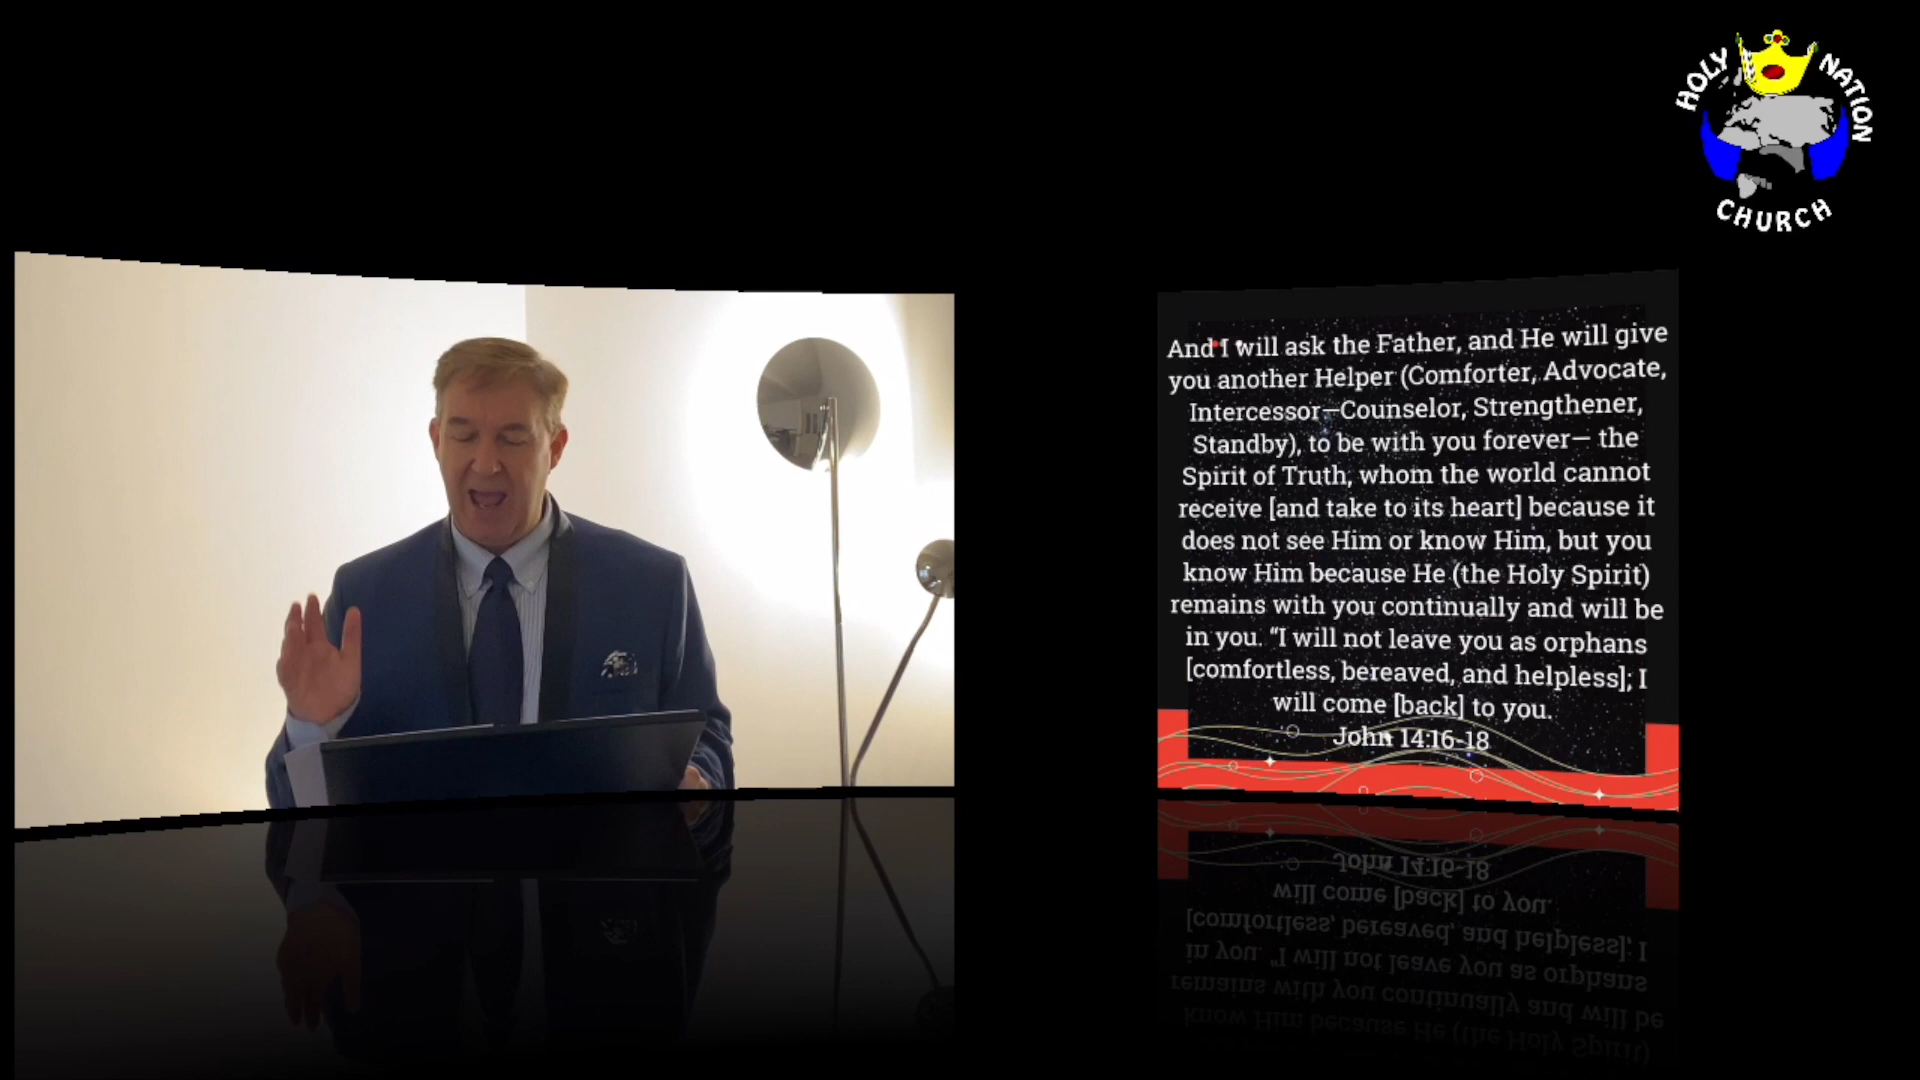 HOLY NATION
CHURCH
And I will ask the Father, and He will give
you another Helper (Comforter, Advocate,
Intercessor—Counselor, Strengthener,
Standby), to be with you forever— the
Spirit of Truth, whom the world cannot
receive [and take to its heart] because it
does not see Him or know Him, but you
know Him because He (the Holy Spirit)
remains with you continually and will be
in you. “I will not leave you as orphans
[comfortless, bereaved, and helpless]; I
will come [back] to you.
John 14:16-18